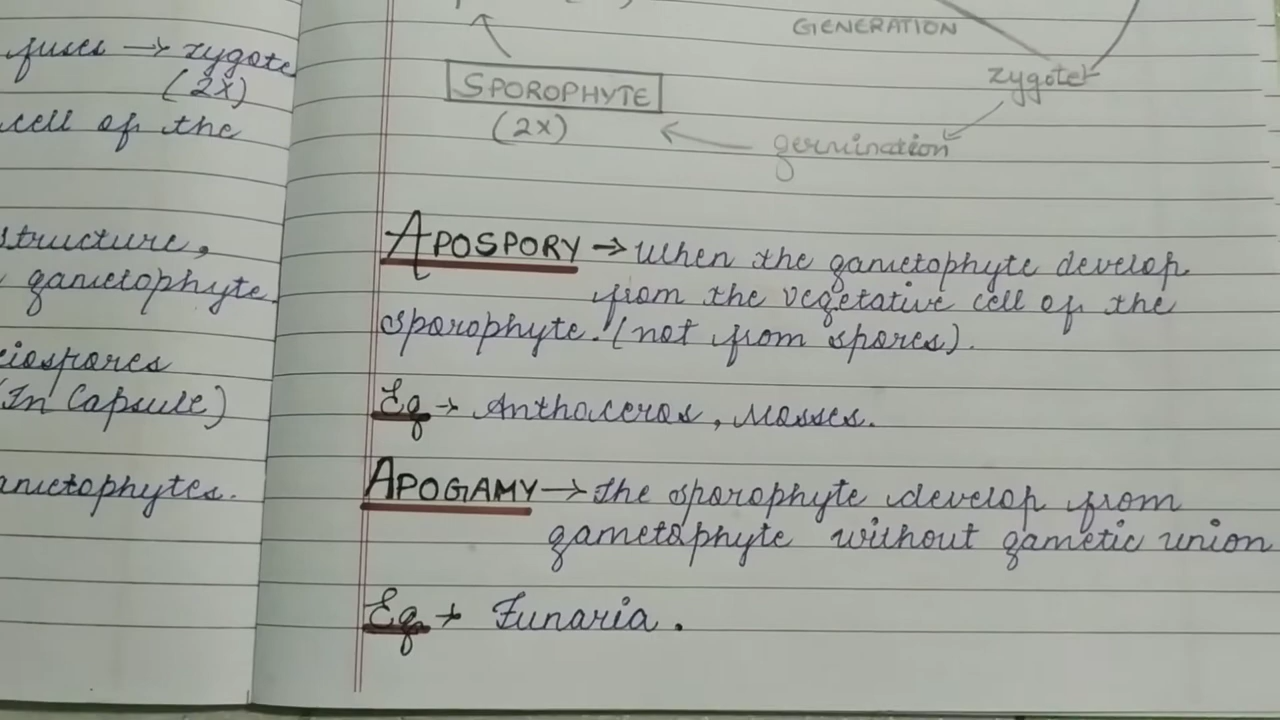 fuses → zygote
(2x)
cell of the
structure,
gametophyte.
ciospores
(In Capsule)
ametophytes.
GENERATION
zygote
SPOROPHYTE
(2x)
germination
APOSPORY → When the gametophyte develop
from the vegetative cell of the
sporophyte. (not from spores).
Eg → Anthoceros, Mosses.
APOGAMY → The sporophyte develop from
gametophyte without gametic union
Eg → Funaria.